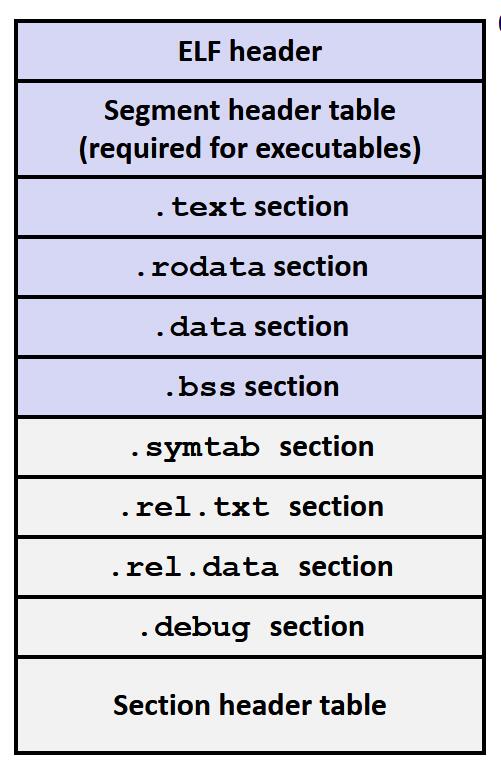 ELF header
Segment header table
(required for executables)
.text section
.rodata section
.data section
.bss section
.symtab section
.rel.txt section
.rel.data section
.debug section
Section header table